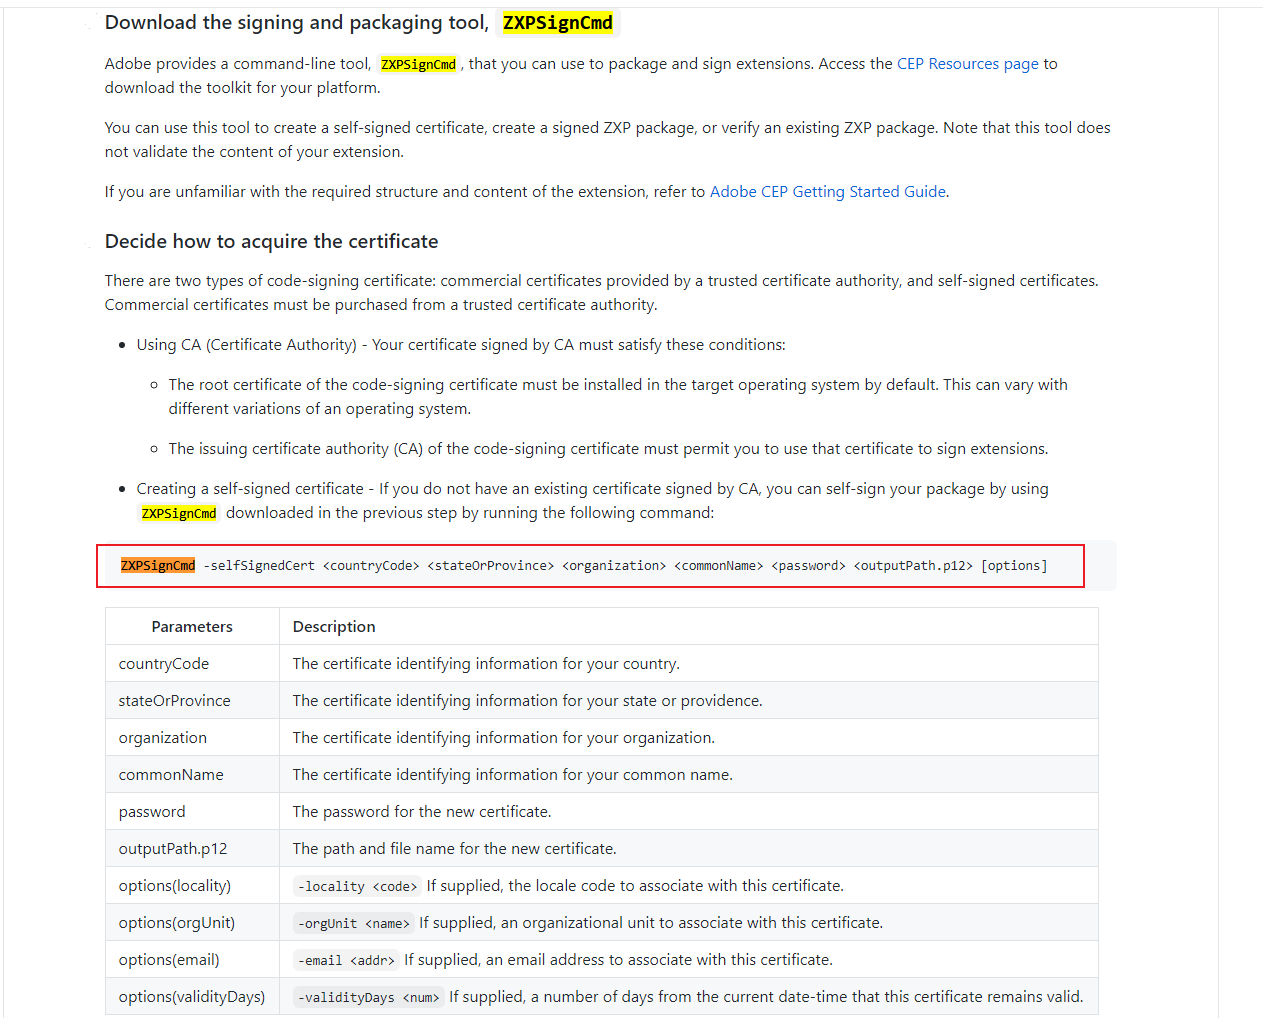 Download the signing and packaging tool, ZXPSignCmd
Adobe provides a command-line tool, ZXPSignCmd , that you can use to package and sign extensions. Access the CEP Resources page to
download the toolkit for your platform.
You can use this tool to create a self-signed certificate, create a signed ZXP package, or verify an existing ZXP package. Note that this tool does
not validate the content of your extension.
If you are unfamiliar with the required structure and content of the extension, refer to Adobe CEP Getting Started Guide.
Decide how to acquire the certificate
There are two types of code-signing certificate: commercial certificates provided by a trusted certificate authority, and self-signed certificates.
Commercial certificates must be purchased from a trusted certificate authority.
• Using CA (Certificate Authority) - Your certificate signed by CA must satisfy these conditions:
◦ The root certificate of the code-signing certificate must be installed in the target operating system by default. This can vary with
different variations of an operating system.
◦ The issuing certificate authority (CA) of the code-signing certificate must permit you to use that certificate to sign extensions.
• Creating a self-signed certificate - If you do not have an existing certificate signed by CA, you can self-sign your package by using
ZXPSignCmd downloaded in the previous step by running the following command:
ZXPSignCmd -selfSignedCert <countryCode> <stateOrProvince> <organization> <commonName> <password> <outputPath.p12> [options]
Parameters Description
countryCode The certificate identifying information for your country.
stateOrProvince The certificate identifying information for your state or providence.
organization The certificate identifying information for your organization.
commonName The certificate identifying information for your common name.
password The password for the new certificate.
outputPath.p12 The path and file name for the new certificate.
options(locality) -locality <code> If supplied, the locale code to associate with this certificate.
options(orgUnit) -orgUnit <name> If supplied, an organizational unit to associate with this certificate.
options(email) -email <addr> If supplied, an email address to associate with this certificate.
options(validityDays) -validityDays <num> If supplied, a number of days from the current date-time that this certificate remains valid.